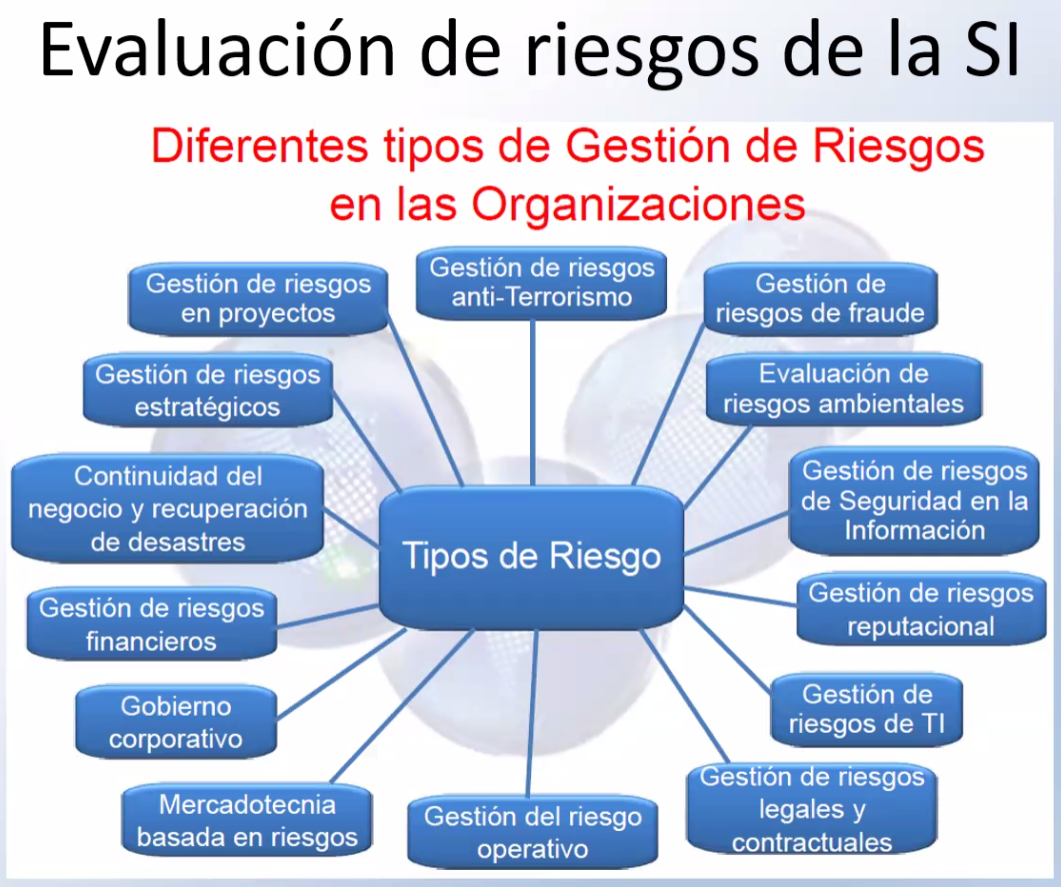 Evaluación de riesgos de la SI
Diferentes tipos de Gestión de Riesgos
en las Organizaciones
Gestión de riesgos
anti-Terrorismo
Gestión de riesgos
en proyectos
Gestión de
riesgos de fraude
Gestión de riesgos
estratégicos
Evaluación de
riesgos ambientales
Continuidad del
negocio y recuperación
de desastres
Gestión de riesgos
de Seguridad en la
Información
Tipos de Riesgo
Gestión de riesgos
financieros
Gestión de riesgos
reputacional
Gobierno
corporativo
Gestión de
riesgos de TI
Mercadotecnia
basada en riesgos
Gestión del riesgo
operativo
Gestión de riesgos
legales y
contractuales